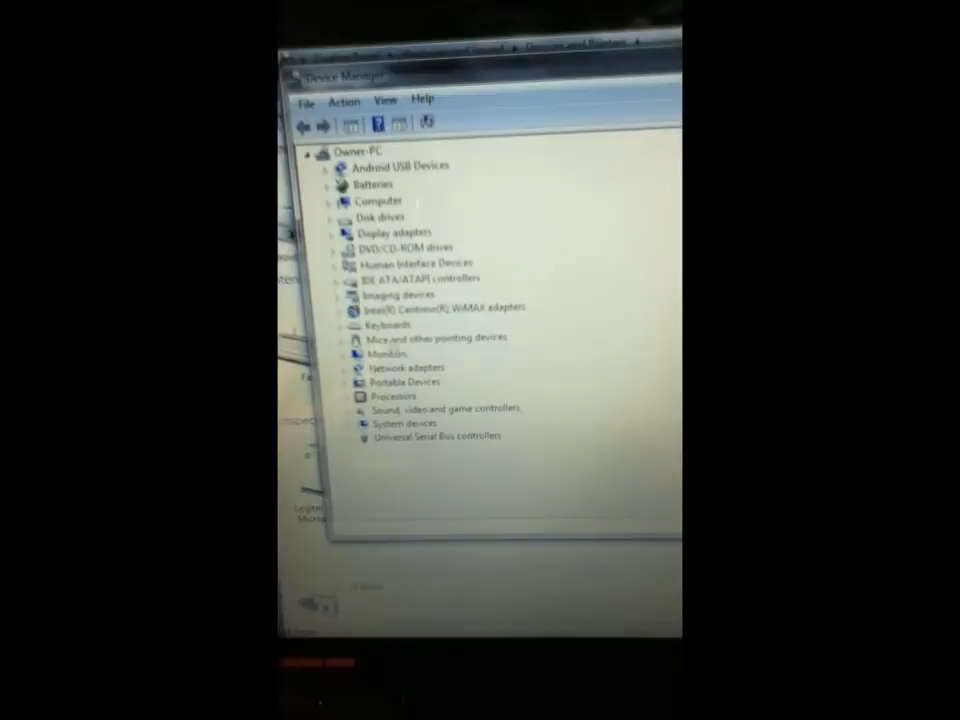 Device Manager
File Action View Help
Owner-PC
Android USB Devices
Batteries
Computer
Disk drives
Display adapters
DVD/CD-ROM drives
Human Interface Devices
IDE ATA/ATAPI controllers
Imaging devices
Intel(R) Centrino(R) WiMAX adapters
Keyboards
Mice and other pointing devices
Monitors
Network adapters
Portable Devices
Processors
Sound, video and game controllers
System devices
Universal Serial Bus controllers